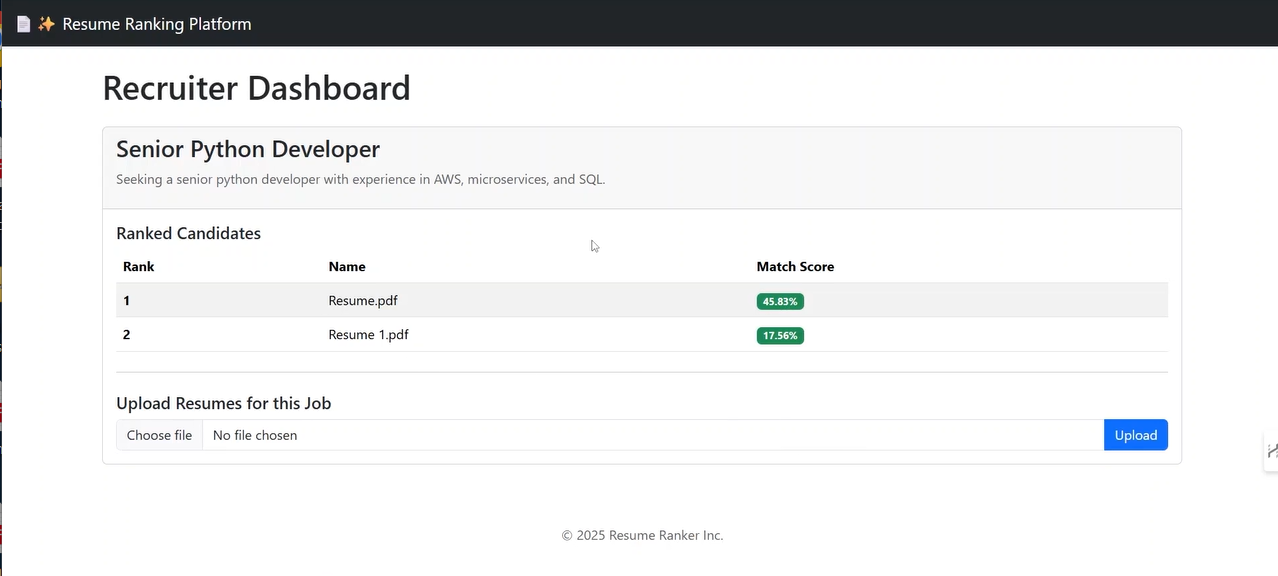 📄✨ Resume Ranking Platform
Recruiter Dashboard
Senior Python Developer
Seeking a senior python developer with experience in AWS, microservices, and SQL.
Ranked Candidates
Rank Name Match Score
1 Resume.pdf 45.83%
2 Resume 1.pdf 17.56%
Upload Resumes for this Job
Choose file No file chosen Upload
© 2025 Resume Ranker Inc.